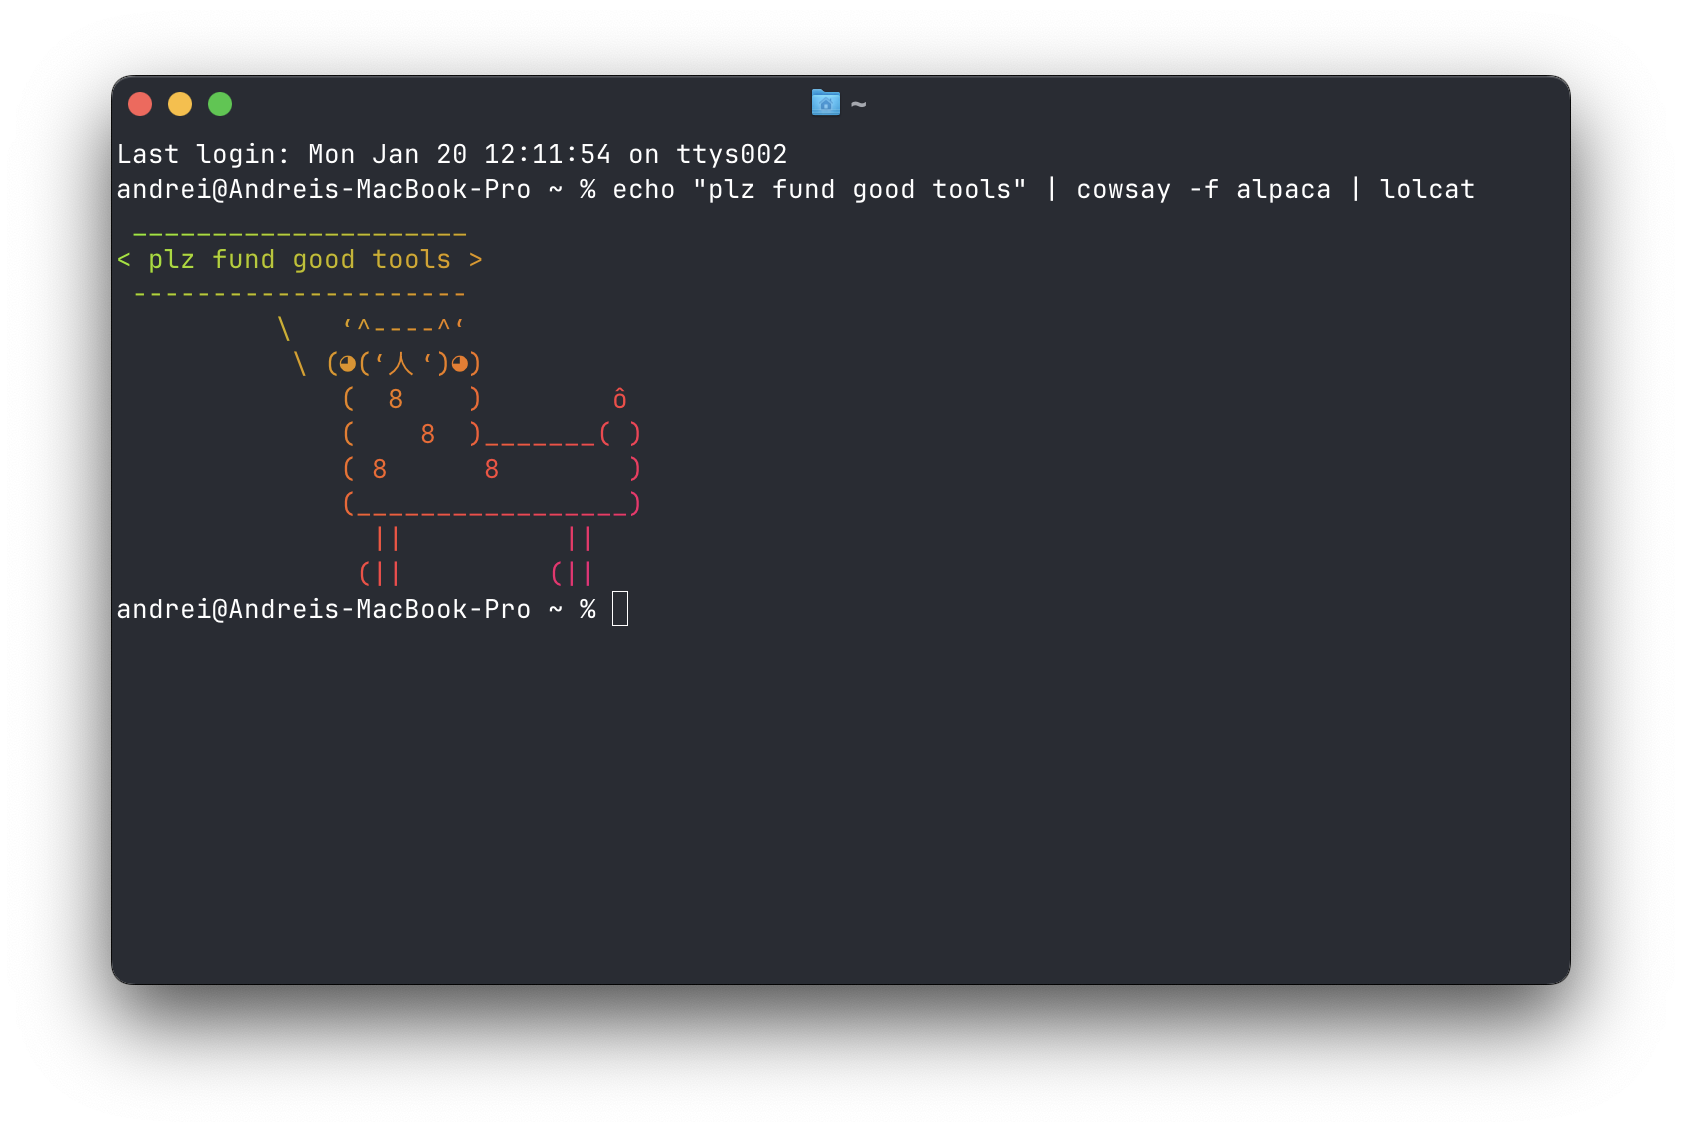 ~
Last login: Mon Jan 20 12:11:54 on ttys002
andrei@Andreis-MacBook-Pro ~ % echo "plz fund good tools" | cowsay -f alpaca | lolcat
 _____________________
< plz fund good tools >
 ---------------------
          \   ‘^----^‘
           \ (◕(‘人‘)◕)
              (  8    )        ô
              (    8  )_______( )
              ( 8      8        )
              (_________________)
                ||          ||
               (||         (||
andrei@Andreis-MacBook-Pro ~ %